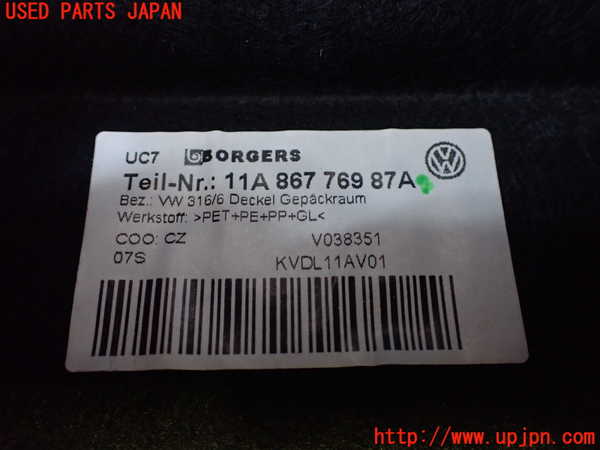 USED PARTS JAPAN
UC7 BORGERS
Teil-Nr.: 11A 867 769 87A
Bez.: VW 316/6 Deckel Gepäckraum
Werkstoff: >PET+PE+PP+GL<
COO: CZ V038351
07S KVDL11AV01
http://www.upjpn.com/